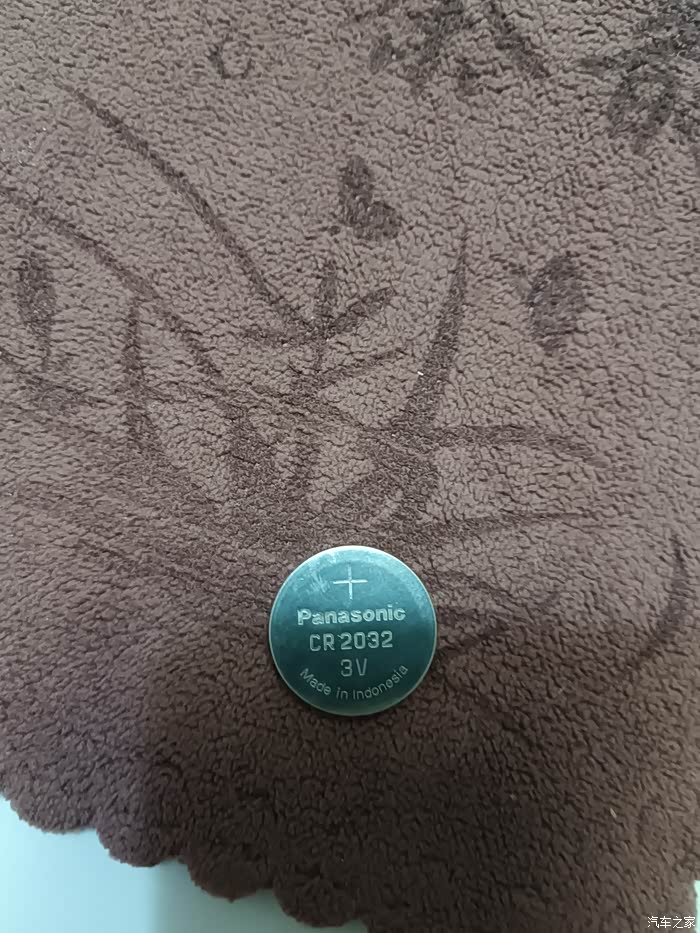 +
Panasonic
CR 2032
3V
Made in Indonesia
汽车之家